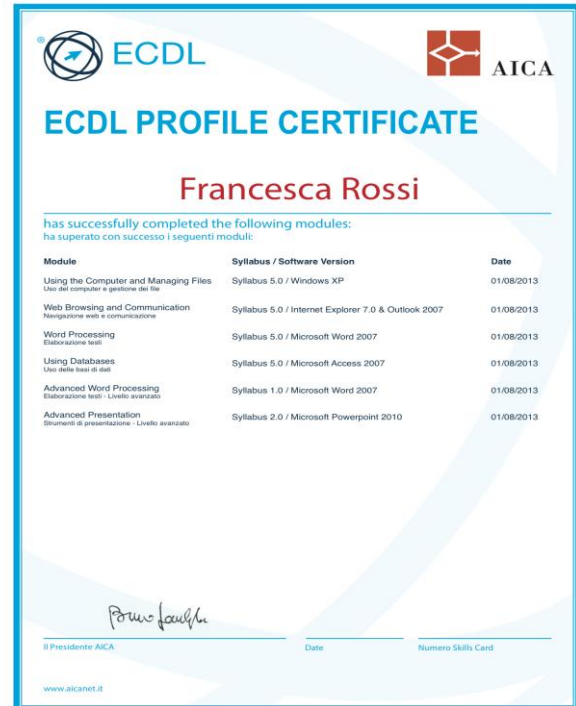 ® ECDL
AICA
ECDL PROFILE CERTIFICATE
Francesca Rossi
has successfully completed the following modules:
ha superato con successo i seguenti moduli:
Module Syllabus / Software Version Date
Using the Computer and Managing Files Syllabus 5.0 / Windows XP 01/08/2013
Uso del computer e gestione dei file
Web Browsing and Communication Syllabus 5.0 / Internet Explorer 7.0 & Outlook 2007 01/08/2013
Navigazione web e comunicazione
Word Processing Syllabus 5.0 / Microsoft Word 2007 01/08/2013
Elaborazione testi
Using Databases Syllabus 5.0 / Microsoft Access 2007 01/08/2013
Uso delle basi di dati
Advanced Word Processing Syllabus 1.0 / Microsoft Word 2007 01/08/2013
Elaborazione testi - Livello avanzato
Advanced Presentation Syllabus 2.0 / Microsoft Powerpoint 2010 01/08/2013
Strumenti di presentazione - Livello avanzato
Il Presidente AICA Date Numero Skills Card
www.aicanet.it